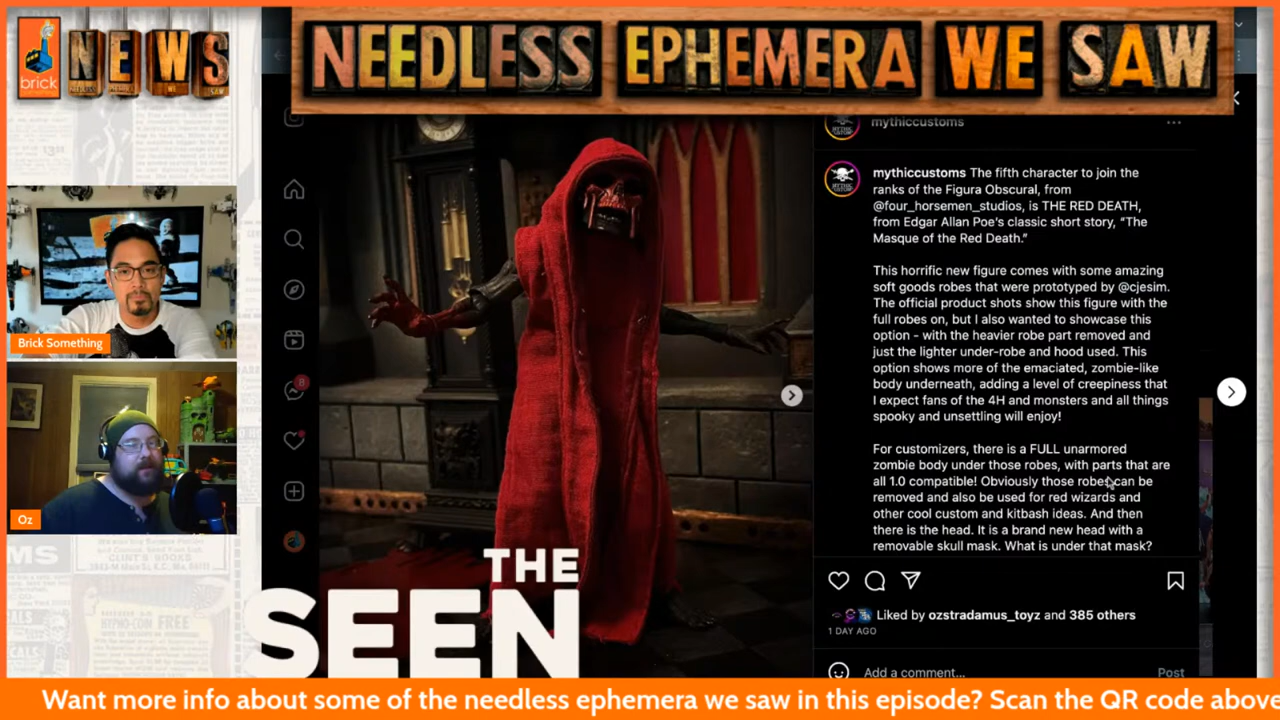 brick
NEWS
NEEDLESS EPHEMERA WE SAW
NEEDLESS
EPHEMERA
WE
SAW
Brick Something
Oz
mythiccustoms
mythiccustoms The fifth character to join the
ranks of the Figura Obscural, from
@four_horsemen_studios, is THE RED DEATH,
from Edgar Allan Poe's classic short story, “The
Masque of the Red Death.”
This horrific new figure comes with some amazing
soft goods robes that were prototyped by @cjesim.
The official product shots show this figure with the
full robes on, but I also wanted to showcase this
option - with the heavier robe part removed and
just the lighter under-robe and hood used. This
option shows more of the emaciated, zombie-like
body underneath, adding a level of creepiness that
I expect fans of the 4H and monsters and all things
spooky and unsettling will enjoy!
For customizers, there is a FULL unarmored
zombie body under those robes, with parts that are
all 1.0 compatible! Obviously those robes can be
removed and also be used for red wizards and
other cool custom and kitbash ideas. And then
there is the head. It is a brand new head with a
removable skull mask. What is under that mask?
Liked by ozstradamus_toyz and 385 others
1 DAY AGO
Add a comment...
Post
8
THE
SEEN
CLINT'S BOOKS
HYPNO-COIN FREE
Want more info about some of the needless ephemera we saw in this episode? Scan the QR code above